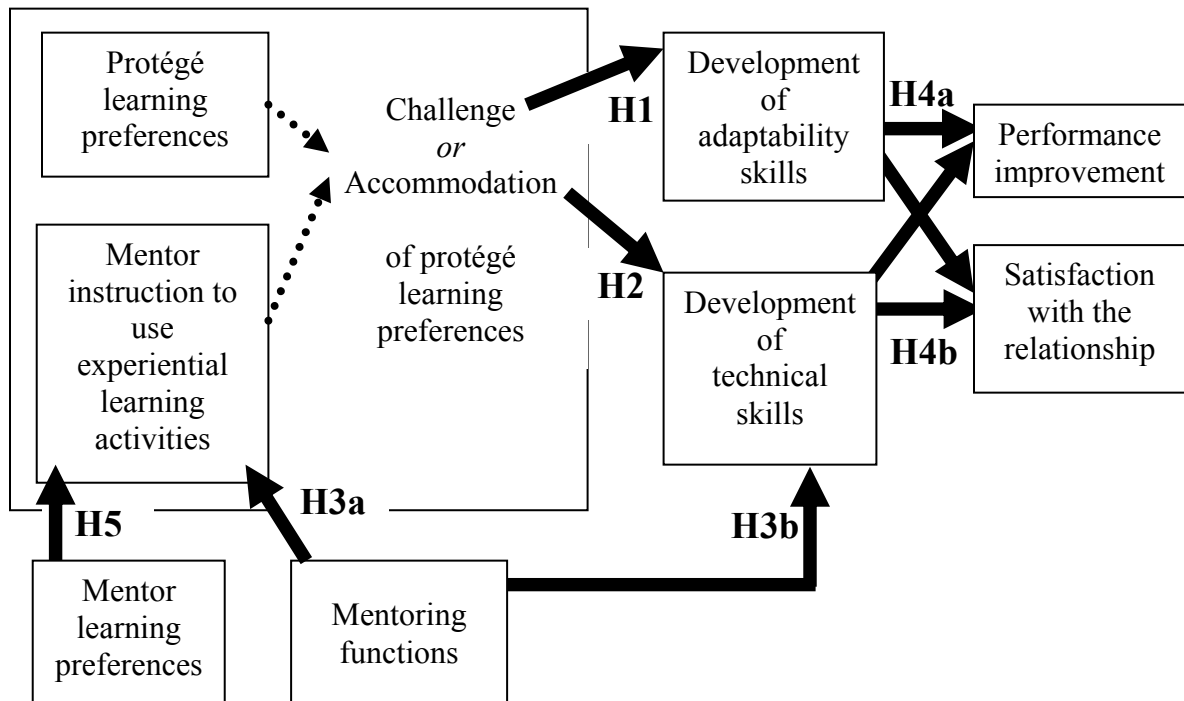 Protégé
learning
preferences
Mentor
instruction to
use
experiential
learning
activities
Challenge
or
Accommodation
of protégé
learning
preferences
H1
H2
Development
of
adaptability
skills
Development
of
technical
skills
H4a
H4b
Performance
improvement
Satisfaction
with the
relationship
H5
H3a
H3b
Mentor
learning
preferences
Mentoring
functions